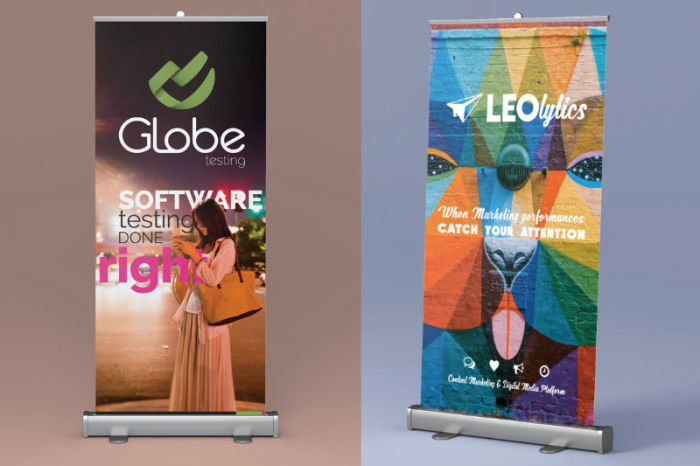 Globe
testing
SOFTWARE
testing
DONE
right
LEOlytics
When Marketing performances
CATCH YOUR ATTENTION
Content Marketing & Digital Media Platform